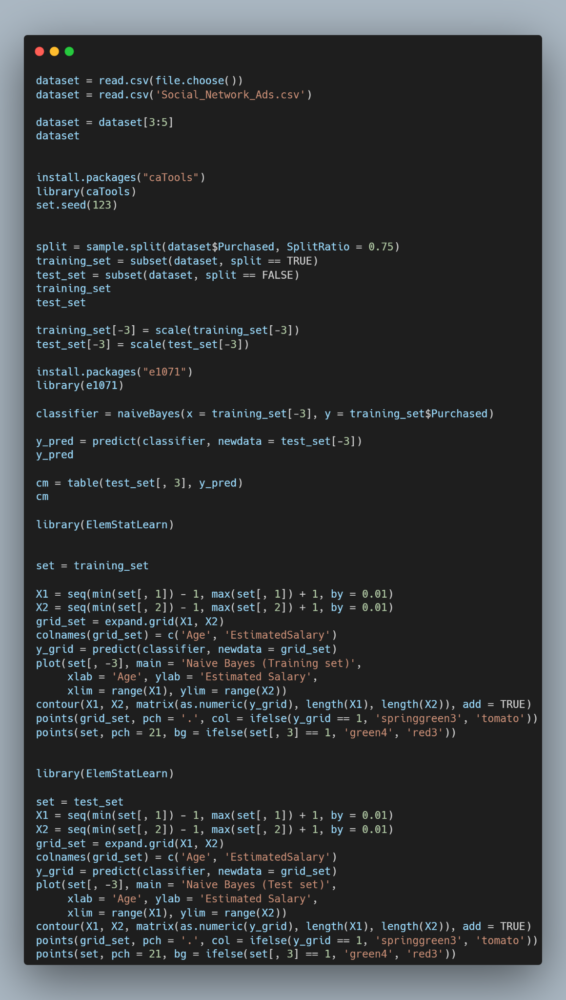 dataset = read.csv(file.choose())
dataset = read.csv('Social_Network_Ads.csv')
dataset = dataset[3:5]
dataset
install.packages("caTools")
library(caTools)
set.seed(123)
split = sample.split(dataset$Purchased, SplitRatio = 0.75)
training_set = subset(dataset, split == TRUE)
test_set = subset(dataset, split == FALSE)
training_set
test_set
training_set[-3] = scale(training_set[-3])
test_set[-3] = scale(test_set[-3])
install.packages("e1071")
library(e1071)
classifier = naiveBayes(x = training_set[-3], y = training_set$Purchased)
y_pred = predict(classifier, newdata = test_set[-3])
y_pred
cm = table(test_set[, 3], y_pred)
cm
library(ElemStatLearn)
set = training_set
X1 = seq(min(set[, 1]) - 1, max(set[, 1]) + 1, by = 0.01)
X2 = seq(min(set[, 2]) - 1, max(set[, 2]) + 1, by = 0.01)
grid_set = expand.grid(X1, X2)
colnames(grid_set) = c('Age', 'EstimatedSalary')
y_grid = predict(classifier, newdata = grid_set)
plot(set[, -3], main = 'Naive Bayes (Training set)',
     xlab = 'Age', ylab = 'Estimated Salary',
     xlim = range(X1), ylim = range(X2))
contour(X1, X2, matrix(as.numeric(y_grid), length(X1), length(X2)), add = TRUE)
points(grid_set, pch = '.', col = ifelse(y_grid == 1, 'springgreen3', 'tomato'))
points(set, pch = 21, bg = ifelse(set[, 3] == 1, 'green4', 'red3'))
library(ElemStatLearn)
set = test_set
X1 = seq(min(set[, 1]) - 1, max(set[, 1]) + 1, by = 0.01)
X2 = seq(min(set[, 2]) - 1, max(set[, 2]) + 1, by = 0.01)
grid_set = expand.grid(X1, X2)
colnames(grid_set) = c('Age', 'EstimatedSalary')
y_grid = predict(classifier, newdata = grid_set)
plot(set[, -3], main = 'Naive Bayes (Test set)',
     xlab = 'Age', ylab = 'Estimated Salary',
     xlim = range(X1), ylim = range(X2))
contour(X1, X2, matrix(as.numeric(y_grid), length(X1), length(X2)), add = TRUE)
points(grid_set, pch = '.', col = ifelse(y_grid == 1, 'springgreen3', 'tomato'))
points(set, pch = 21, bg = ifelse(set[, 3] == 1, 'green4', 'red3'))